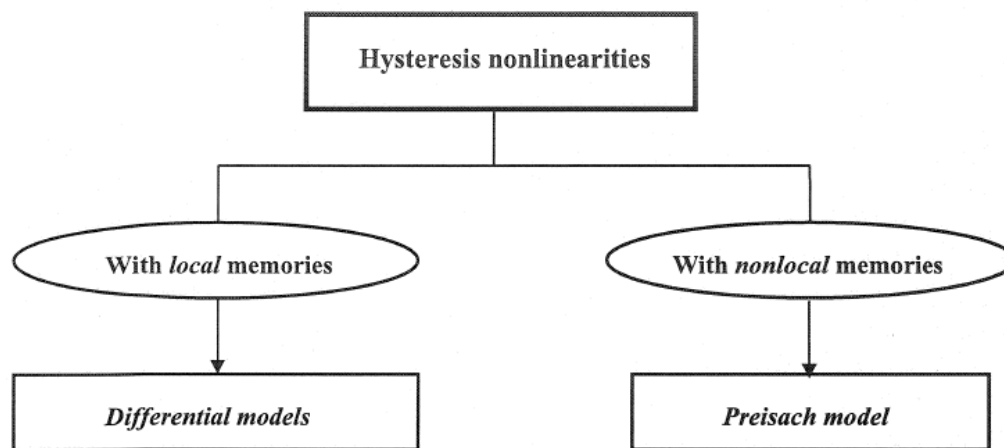 Hysteresis nonlinearities
With local memories
With nonlocal memories
Differential models
Preisach model